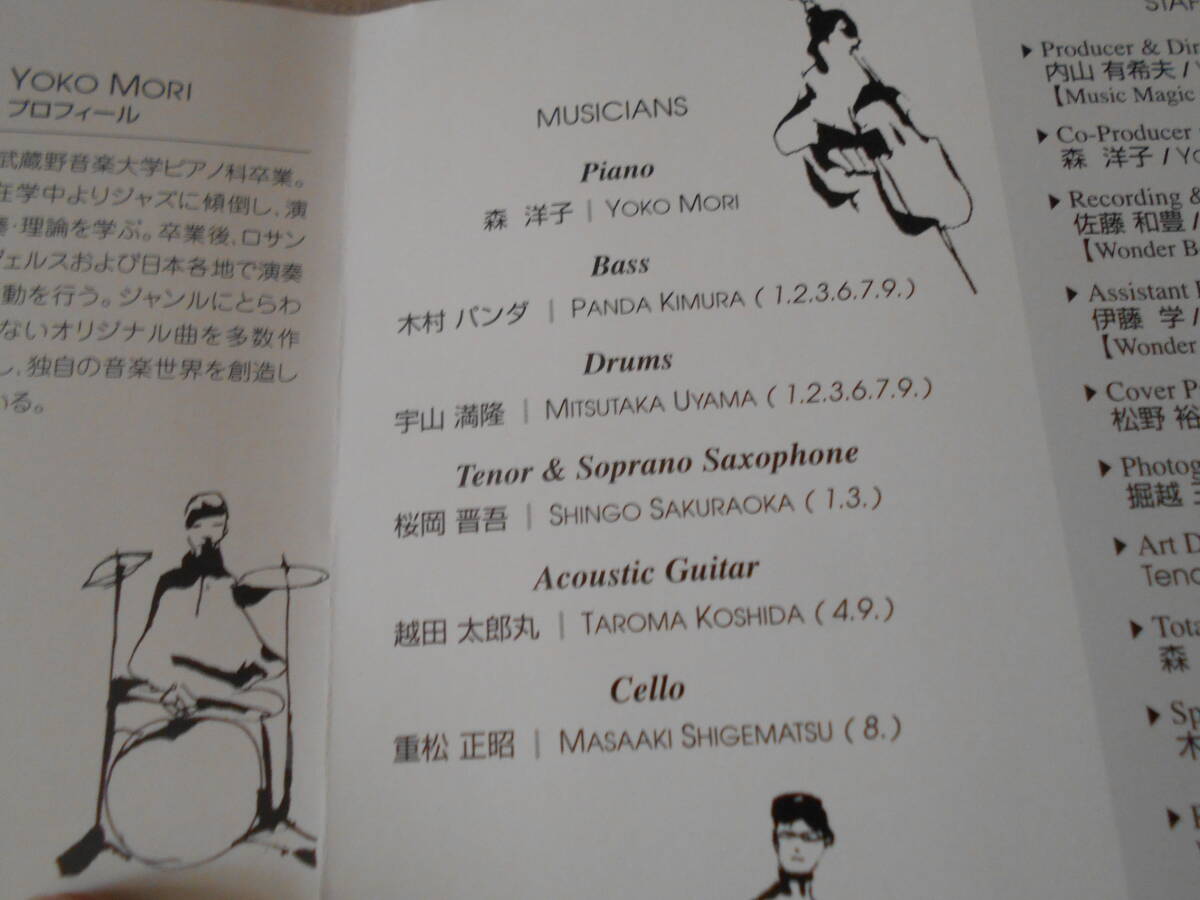 YOKO MORI
プロフィール
武蔵野音楽大学ピアノ科卒業。
在学中よりジャズに傾倒し、演
奏・理論を学ぶ。卒業後、ロサン
ヴェルスおよび日本各地で演奏
動を行う。ジャンルにとらわ
ないオリジナル曲を多数作
し、独自の音楽世界を創造し
いる。
MUSICIANS
Piano
森 洋子 | YOKO MORI
Bass
木村 パンダ | PANDA KIMURA ( 1.2.3.6.7.9.)
Drums
宇山 満隆 | MITSUTAKA UYAMA ( 1.2.3.6.7.9.)
Tenor & Soprano Saxophone
桜岡 晋吾 | SHINGO SAKURAOKA ( 1.3.)
Acoustic Guitar
越田 太郎丸 | TAROMA KOSHIDA ( 4.9.)
Cello
重松 正昭 | MASAAKI SHIGEMATSU ( 8.)
STAF
▶ Producer & Dir
内山 有希夫 /
【Music Magic
▶ Co-Producer
森 洋子 / YO
▶ Recording &
佐藤 和豊 /
【Wonder B
▶ Assistant
伊藤 学 /
【Wonder
▶ Cover P
松野 裕
▶ Photog
掘越
▶ Art D
Tend
▶ Tota
森
▶ Sp
木